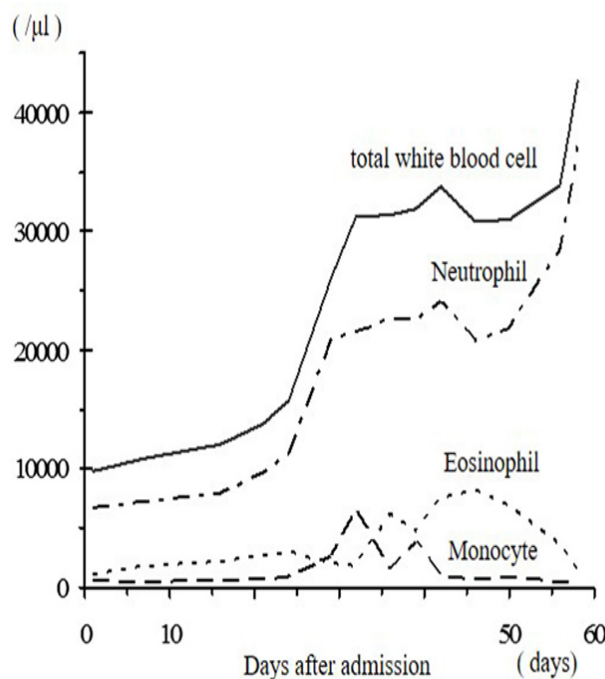 ( /μl )
40000
total white blood cell
30000
Neutrophil
20000
10000
Eosinophil
Monocyte
0
0 10 50 60
Days after admission ( days )